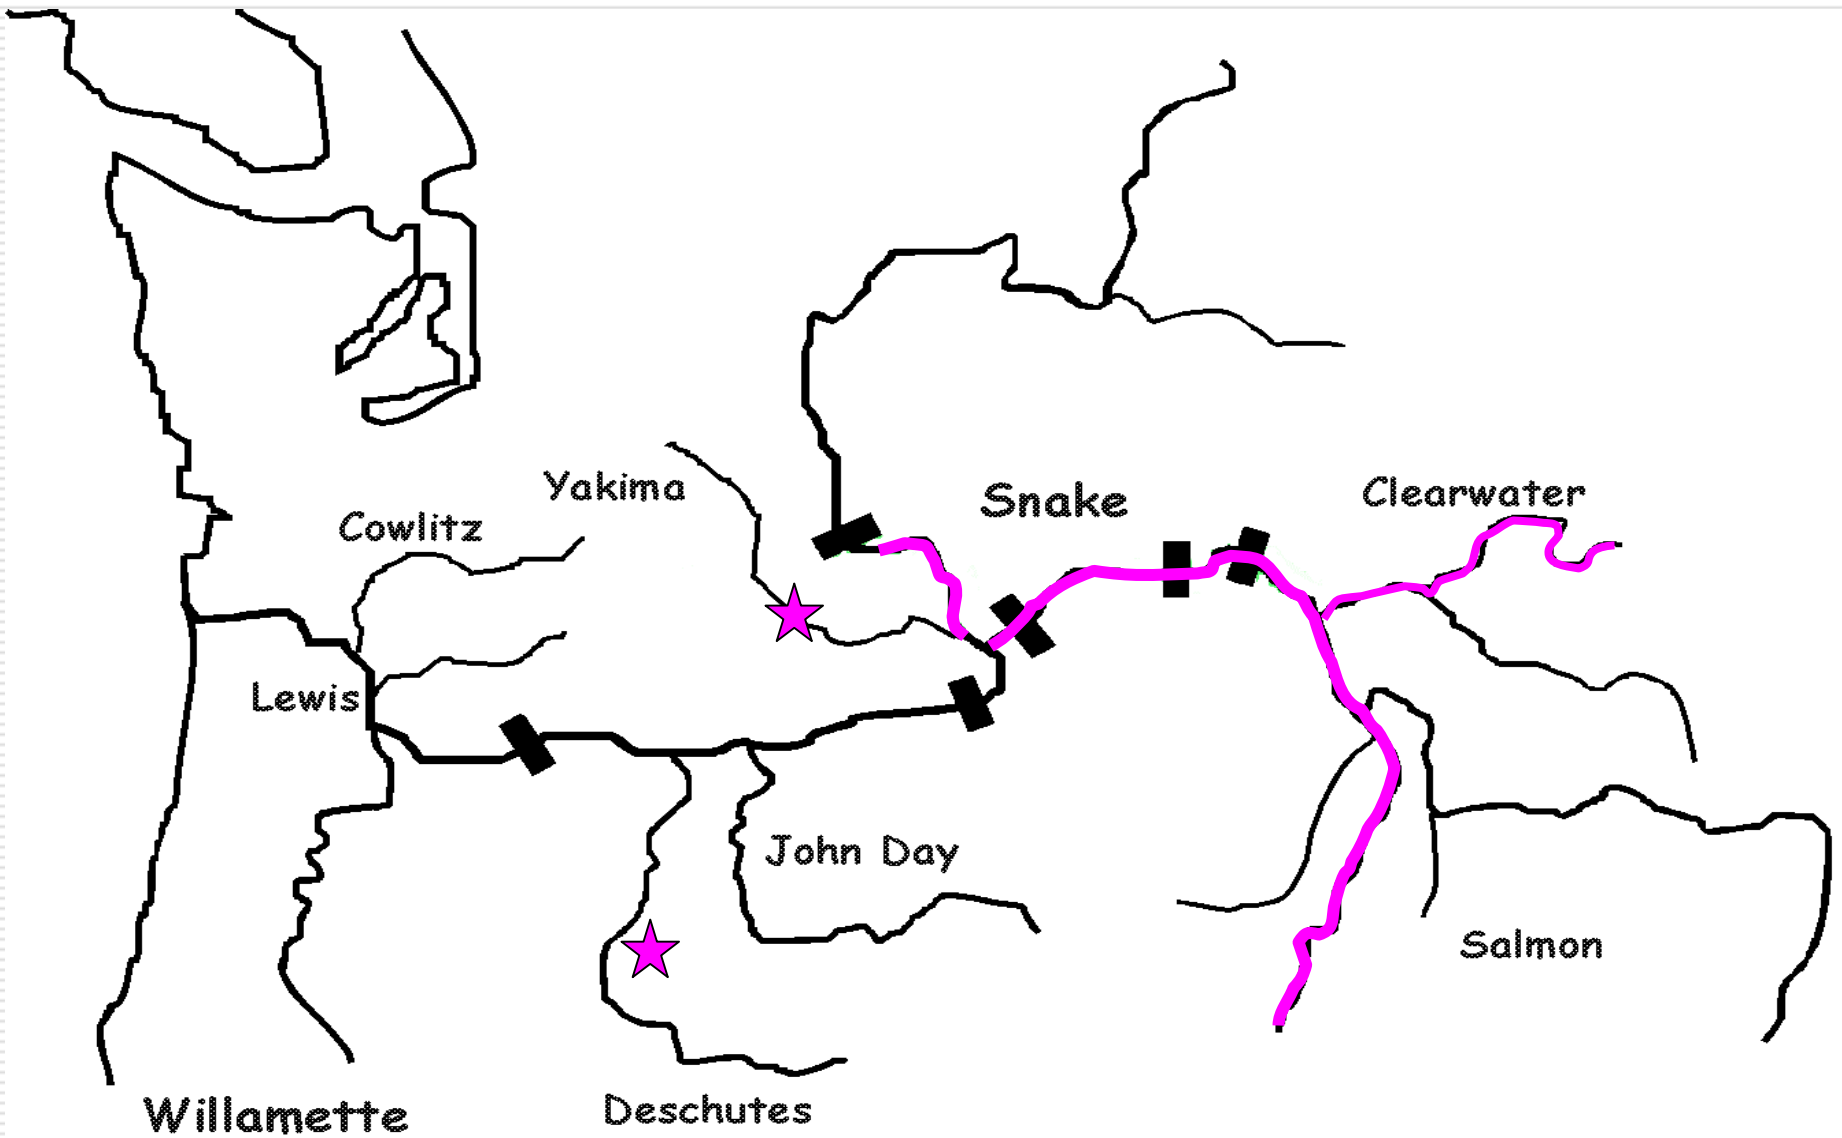 Yakima
Snake
Clearwater
Cowlitz
Lewis
John Day
Salmon
Willamette
Deschutes